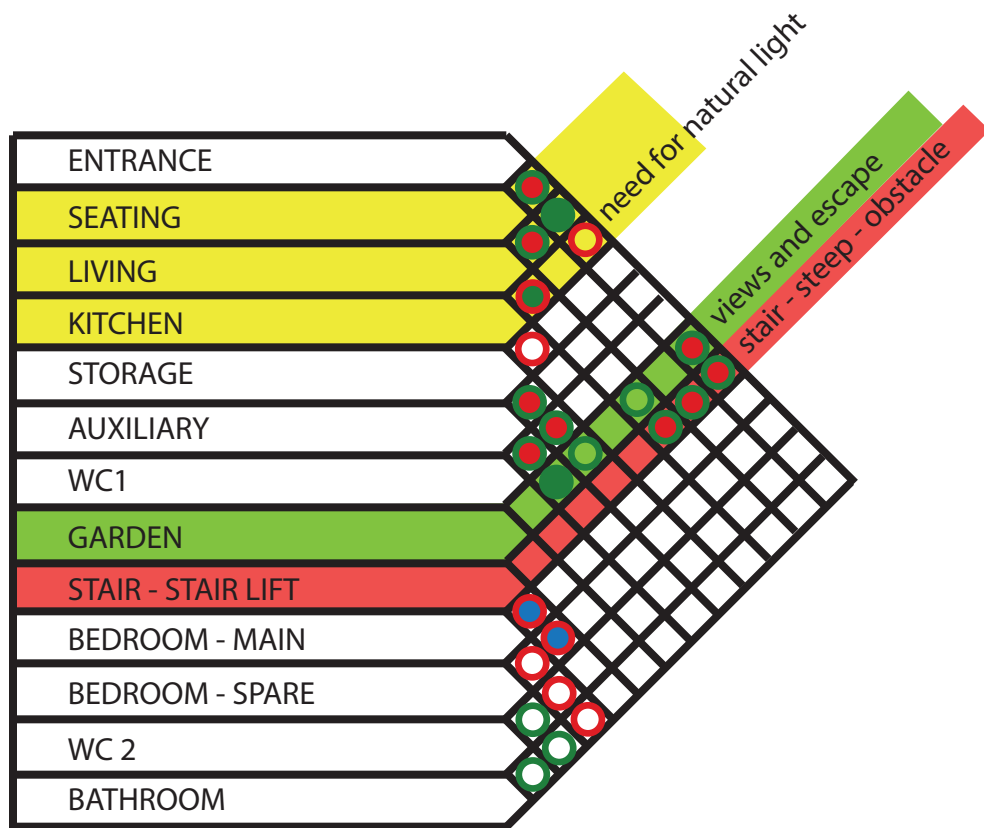 ENTRANCE
SEATING
LIVING
KITCHEN
STORAGE
AUXILIARY
WC1
GARDEN
STAIR - STAIR LIFT
BEDROOM - MAIN
BEDROOM - SPARE
WC 2
BATHROOM
need for natural light
views and escape
stair - steep - obstacle